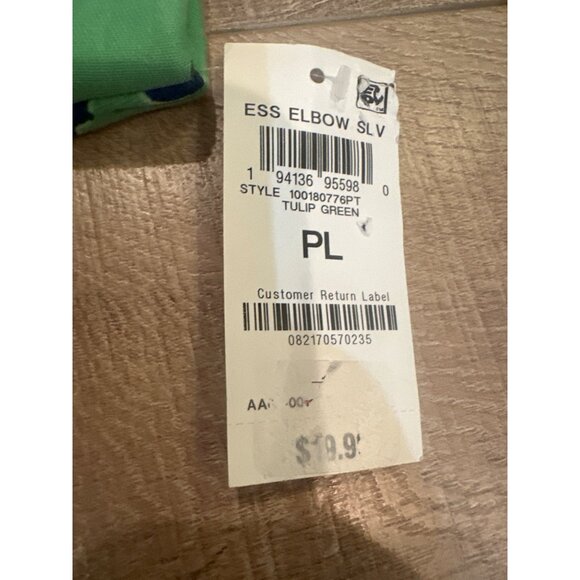 ESS ELBOW SLV
1 94136 95598 0
STYLE 100180776PT
TULIP GREEN
PL
Customer Return Label
082170570235